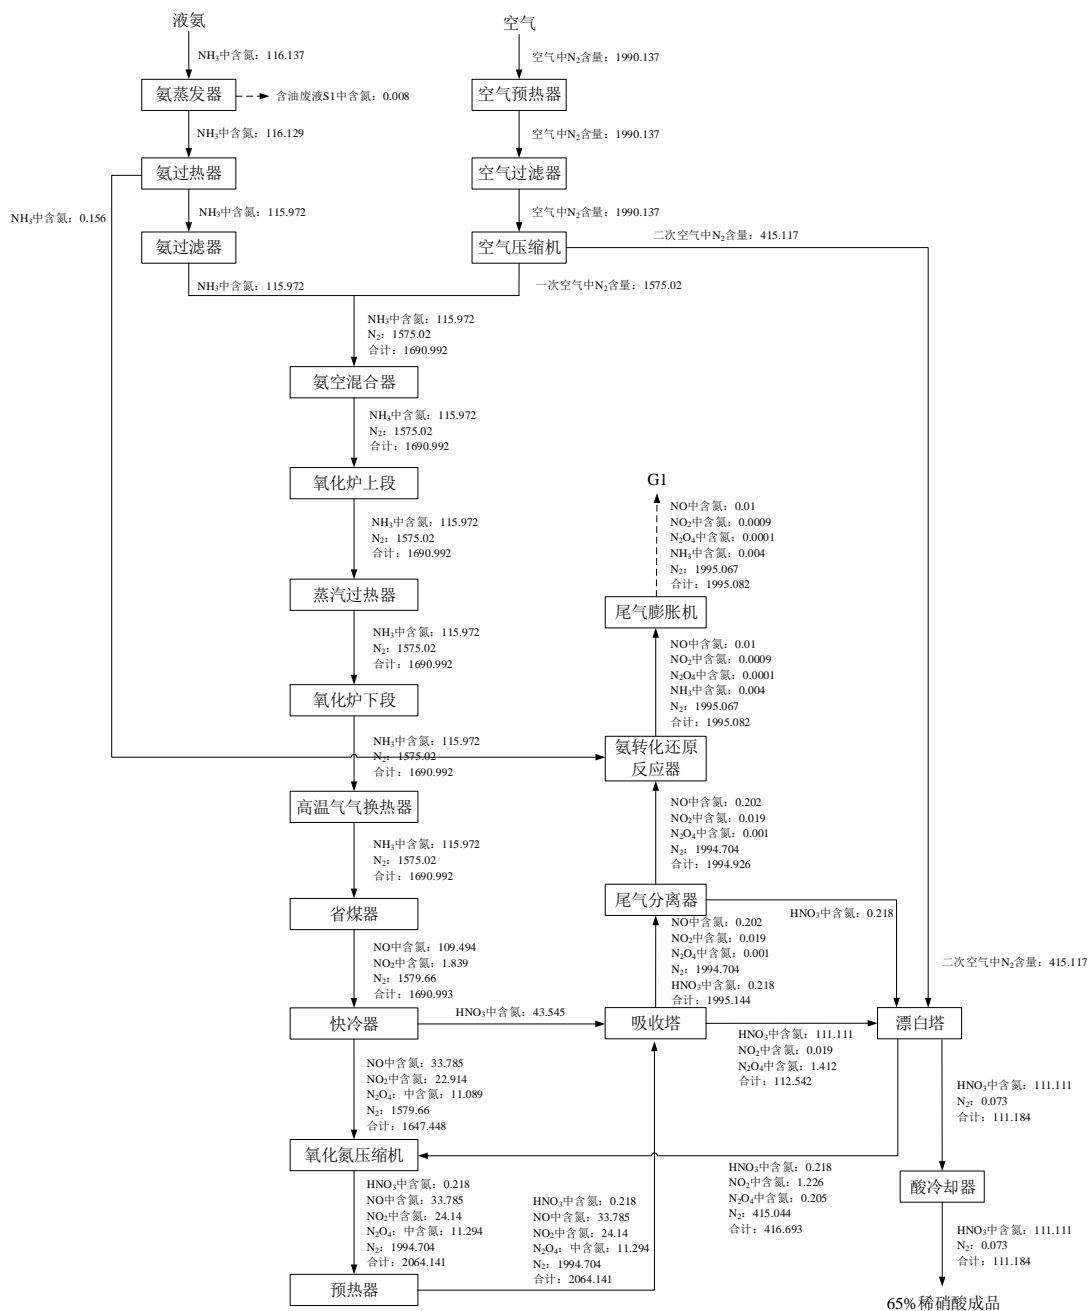 液氨
空气
NH₃中含氮：116.137
空气中N₂含量：1990.137
氨蒸发器
含油废液S1中含氮：0.008
空气预热器
NH₃中含氮：116.129
空气中N₂含量：1990.137
氨过热器
空气过滤器
NH₃中含氮：0.156
NH₃中含氮：115.972
空气中N₂含量：1990.137
氨过滤器
空气压缩机
二次空气中N₂含量：415.117
NH₃中含氮：115.972
一次空气中N₂含量：1575.02
NH₃中含氮：115.972
N₂：1575.02
合计：1690.992
氨空混合器
NH₃中含氮：115.972
N₂：1575.02
合计：1690.992
氧化炉上段
NH₃中含氮：115.972
N₂：1575.02
合计：1690.992
蒸汽过热器
NH₃中含氮：115.972
N₂：1575.02
合计：1690.992
氧化炉下段
NH₃中含氮：115.972
N₂：1575.02
合计：1690.992
高温气气换热器
NH₃中含氮：115.972
N₂：1575.02
合计：1690.992
省煤器
NO中含氮：109.494
NO₂中含氮：1.839
N₂：1579.66
合计：1690.993
快冷器
HNO₃中含氮：43.545
NO中含氮：33.785
NO₂中含氮：22.914
N₂O₄：中含氮：11.089
N₂：1579.66
合计：1647.448
氧化氮压缩机
HNO₃中含氮：0.218
NO中含氮：33.785
NO₂中含氮：24.14
N₂O₄：中含氮：11.294
N₂：1994.704
合计：2064.141
预热器
HNO₃中含氮：0.218
NO中含氮：33.785
NO₂中含氮：24.14
N₂O₄：中含氮：11.294
N₂：1994.704
合计：2064.141
G1
NO中含氮：0.01
NO₂中含氮：0.0009
N₂O₄中含氮：0.0001
NH₃中含氮：0.004
N₂：1995.067
合计：1995.082
尾气膨胀机
NO中含氮：0.01
NO₂中含氮：0.0009
N₂O₄中含氮：0.0001
NH₃中含氮：0.004
N₂：1995.067
合计：1995.082
氨转化还原
反应器
NO中含氮：0.202
NO₂中含氮：0.019
N₂O₄中含氮：0.001
N₂：1994.704
合计：1994.926
尾气分离器
HNO₃中含氮：0.218
NO中含氮：0.202
NO₂中含氮：0.019
N₂O₄中含氮：0.001
N₂：1994.704
HNO₃中含氮：0.218
合计：1995.144
二次空气中N₂含量：415.117
吸收塔
HNO₃中含氮：111.111
NO₂中含氮：0.019
N₂O₄中含氮：1.412
合计：112.542
漂白塔
HNO₃中含氮：111.111
N₂：0.073
合计：111.184
HNO₃中含氮：0.218
NO₂中含氮：1.226
N₂O₄中含氮：0.205
N₂：415.044
合计：416.693
酸冷却器
HNO₃中含氮：111.111
N₂：0.073
合计：111.184
65%稀硝酸成品